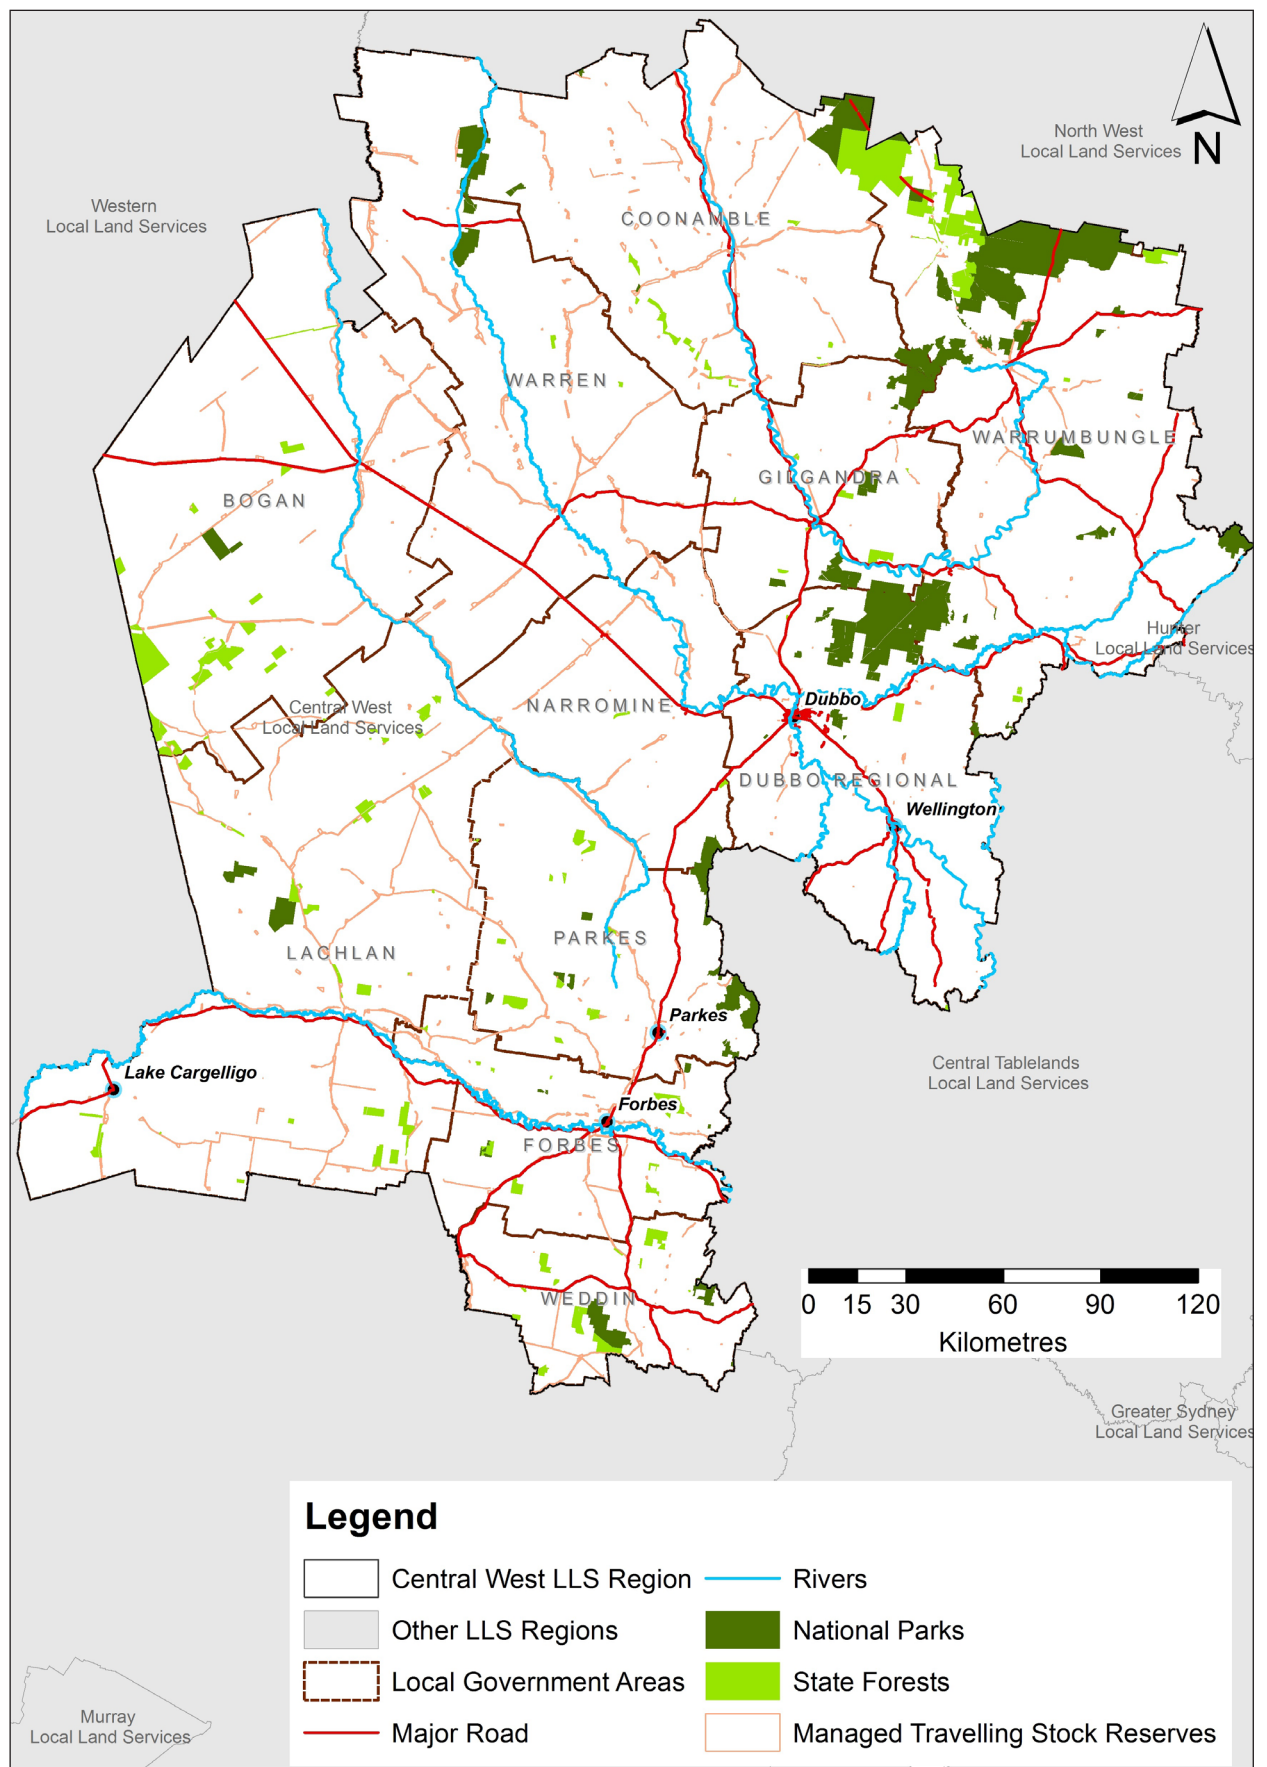 North West
Local Land Services
N
Western
Local Land Services
COONAMBLE
WARREN
WARRUMBUNGLE
GILGANDRA
BOGAN
Hunter
Local Land Services
Central West
Local Land Services
NARROMINE
Dubbo
DUBBO REGIONAL
Wellington
PARKES
LACHLAN
Parkes
Central Tablelands
Local Land Services
Lake Cargelligo
Forbes
FORBES
WEDDIN
0 15 30 60 90 120
Kilometres
Greater Sydney
Local Land Services
Legend
Central West LLS Region
Rivers
Other LLS Regions
National Parks
Local Government Areas
State Forests
Major Road
Managed Travelling Stock Reserves
Murray
Local Land Services